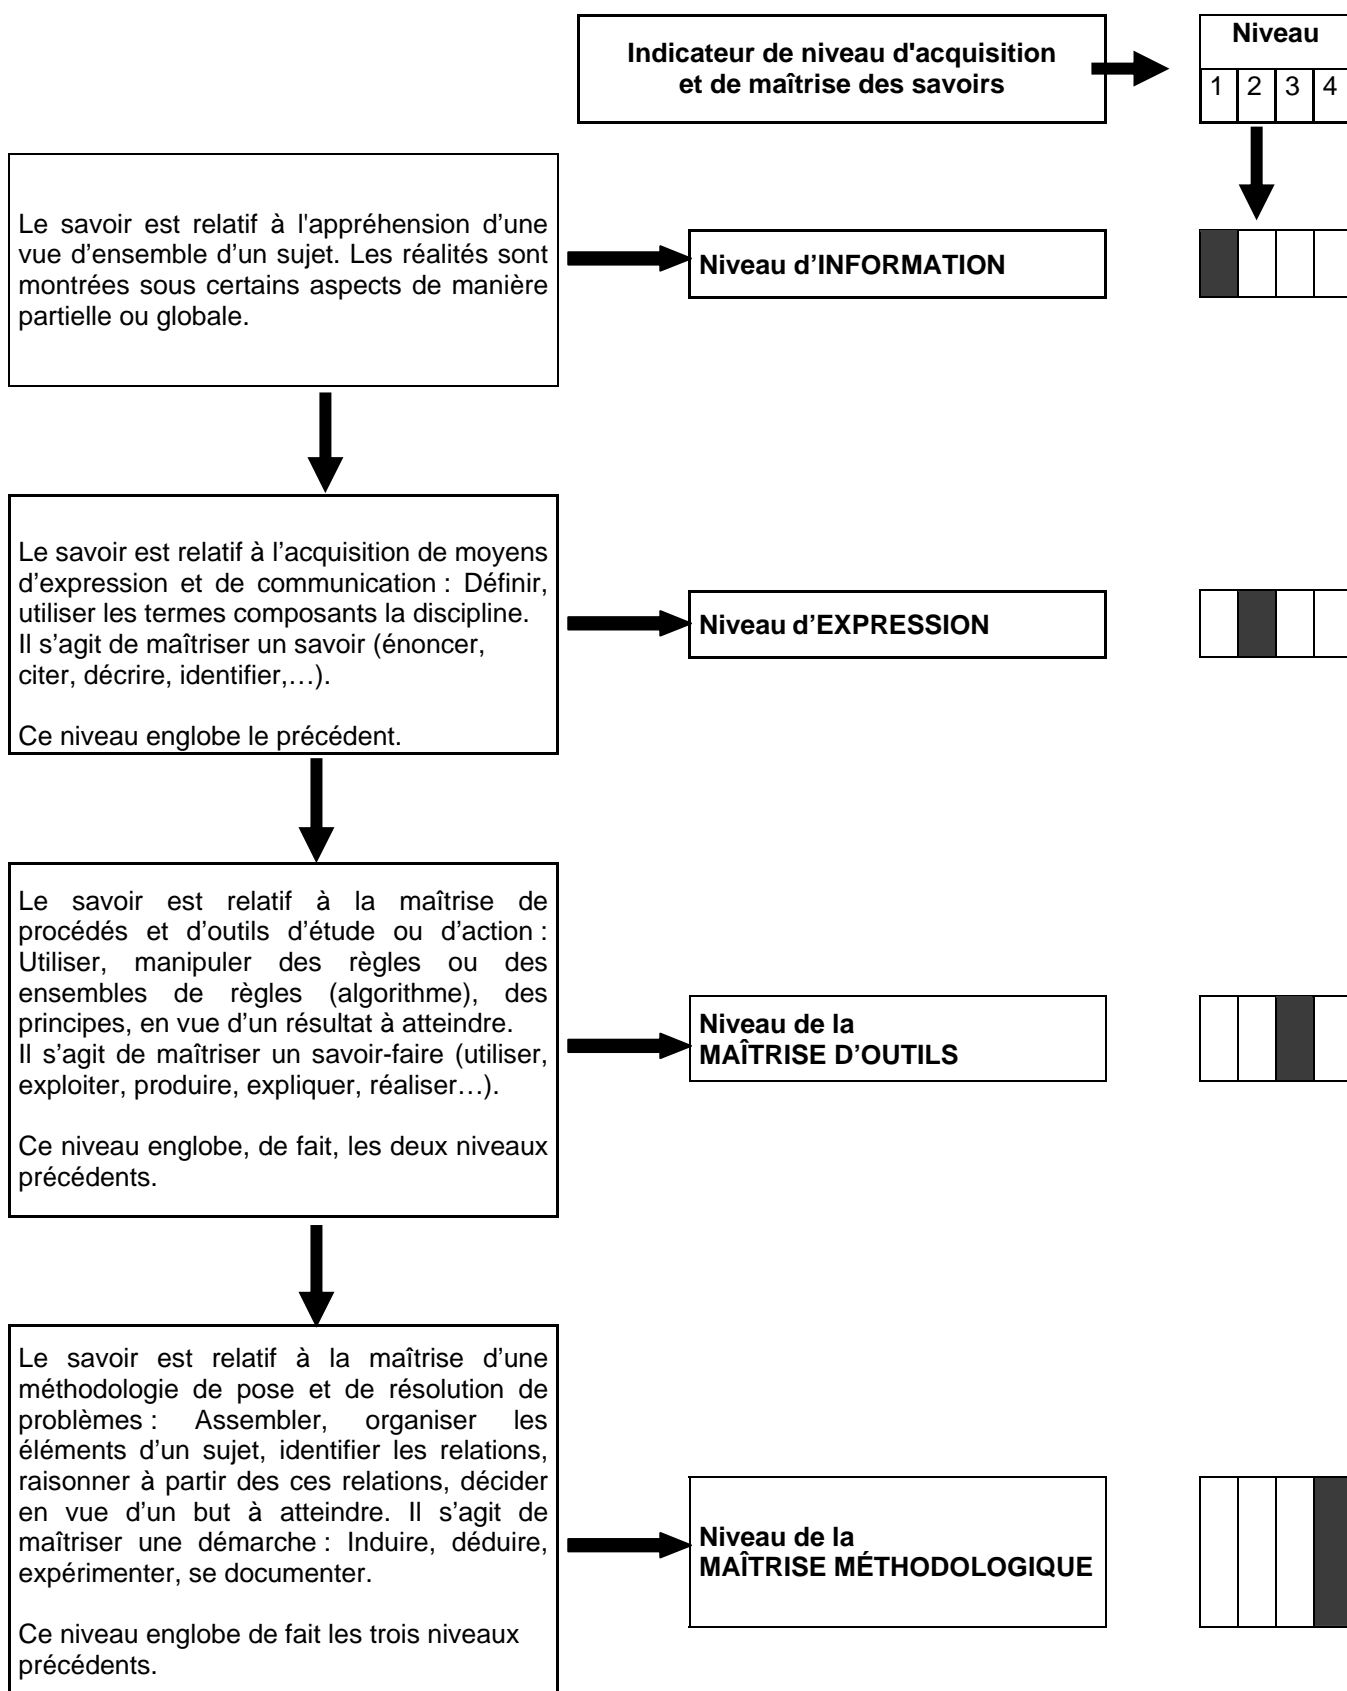 Indicateur de niveau d'acquisition
et de maîtrise des savoirs
Niveau
1 2 3 4
Le savoir est relatif à l'appréhension d’une
vue d’ensemble d’un sujet. Les réalités sont
montrées sous certains aspects de manière
partielle ou globale.
Niveau d’INFORMATION
Le savoir est relatif à l’acquisition de moyens
d’expression et de communication : Définir,
utiliser les termes composants la discipline.
Il s’agit de maîtriser un savoir (énoncer,
citer, décrire, identifier,…).
Ce niveau englobe le précédent.
Niveau d’EXPRESSION
Le savoir est relatif à la maîtrise de
procédés et d’outils d’étude ou d’action :
Utiliser, manipuler des règles ou des
ensembles de règles (algorithme), des
principes, en vue d’un résultat à atteindre.
Il s’agit de maîtriser un savoir-faire (utiliser,
exploiter, produire, expliquer, réaliser…).
Ce niveau englobe, de fait, les deux niveaux
précédents.
Niveau de la
MAÎTRISE D’OUTILS
Le savoir est relatif à la maîtrise d’une
méthodologie de pose et de résolution de
problèmes : Assembler, organiser les
éléments d’un sujet, identifier les relations,
raisonner à partir des ces relations, décider
en vue d’un but à atteindre. Il s’agit de
maîtriser une démarche : Induire, déduire,
expérimenter, se documenter.
Ce niveau englobe de fait les trois niveaux
précédents.
Niveau de la
MAÎTRISE MÉTHODOLOGIQUE